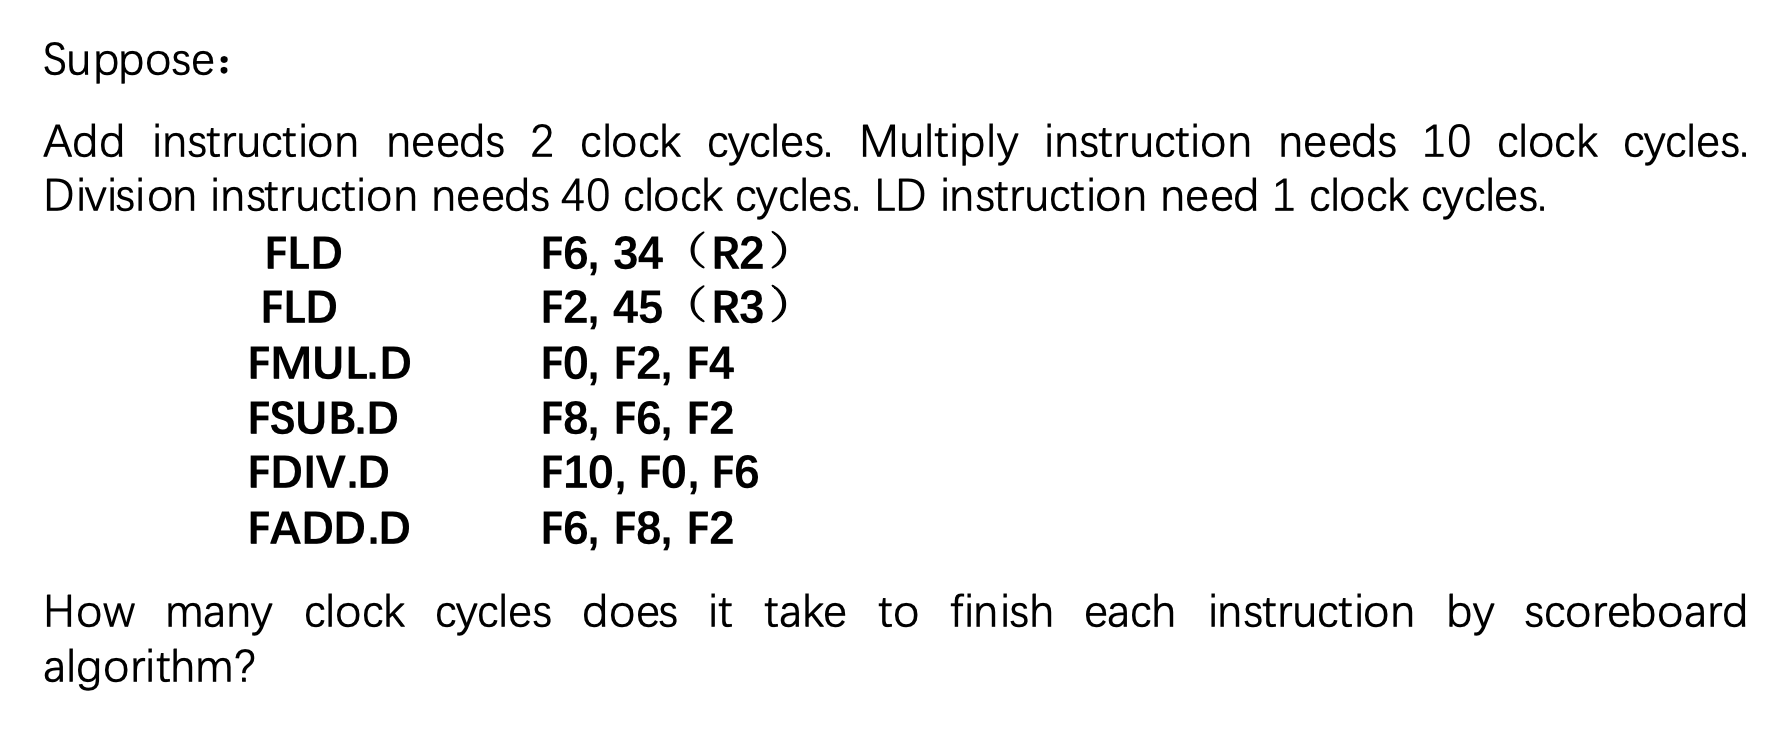 Suppose：
Add instruction needs 2 clock cycles. Multiply instruction needs 10 clock cycles.
Division instruction needs 40 clock cycles. LD instruction need 1 clock cycles.
FLD F6, 34（R2）
FLD F2, 45（R3）
FMUL.D F0, F2, F4
FSUB.D F8, F6, F2
FDIV.D F10, F0, F6
FADD.D F6, F8, F2
How many clock cycles does it take to finish each instruction by scoreboard
algorithm?